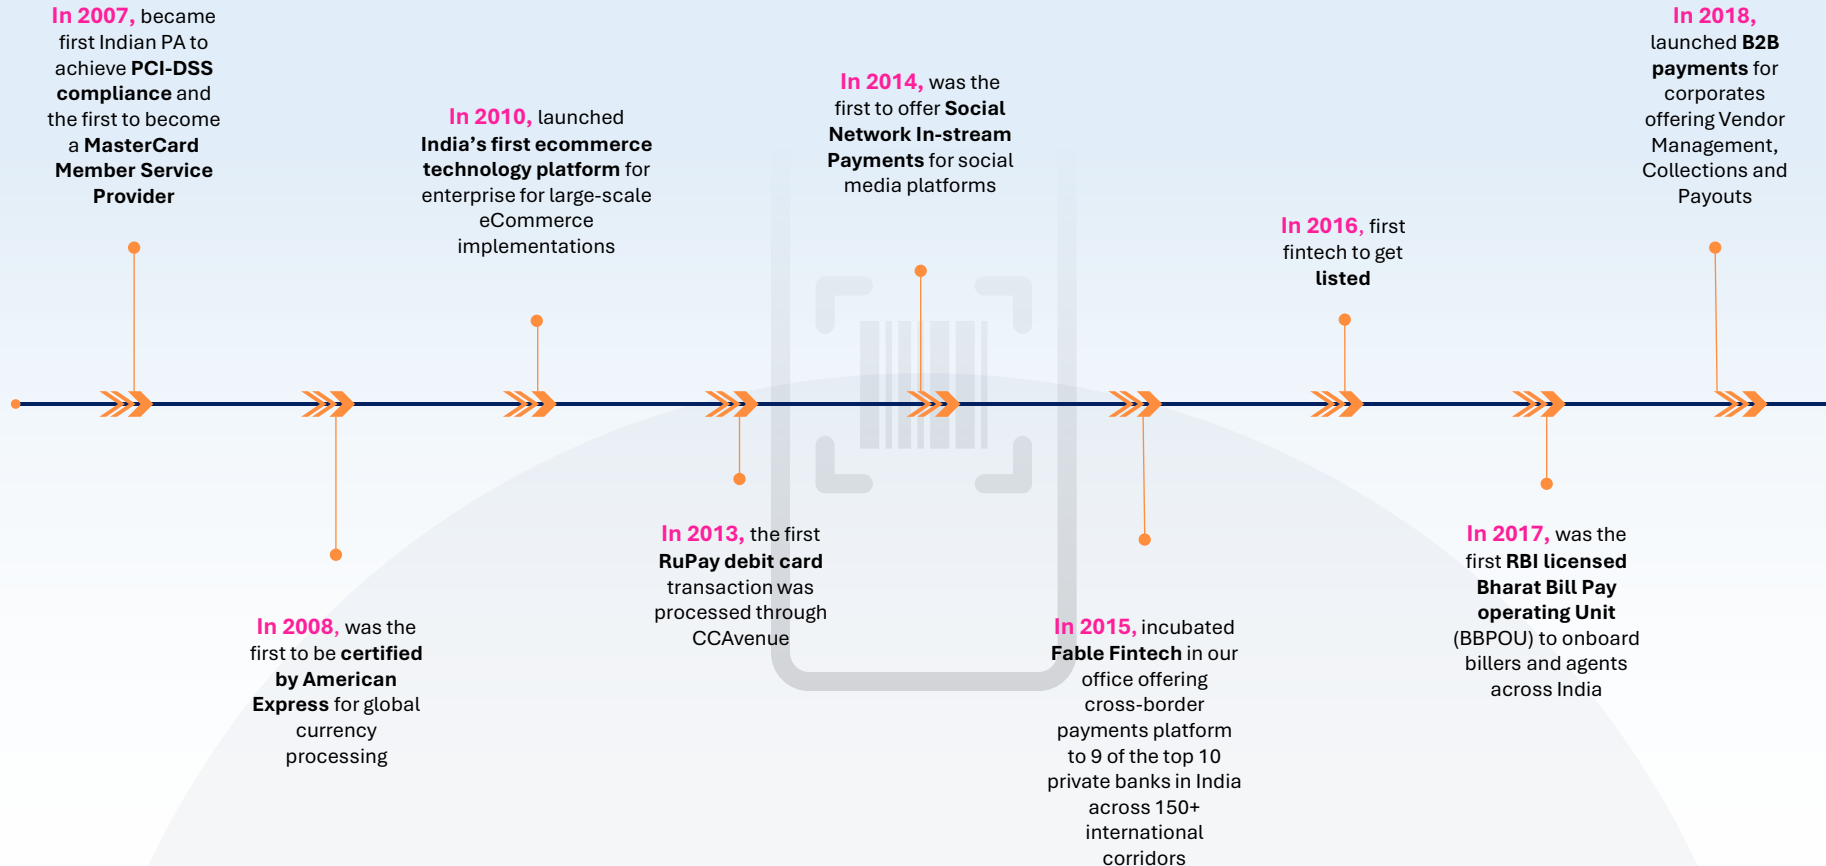 In 2007, became
first Indian PA to
achieve PCI-DSS
compliance and
the first to become
a MasterCard
Member Service
Provider
In 2008, was the
first to be certified
by American
Express for global
currency
processing
In 2010, launched
India’s first ecommerce
technology platform for
enterprise for large-scale
eCommerce
implementations
In 2013, the first
RuPay debit card
transaction was
processed through
CCAvenue
In 2014, was the
first to offer Social
Network In-stream
Payments for social
media platforms
In 2015, incubated
Fable Fintech in our
office offering
cross-border
payments platform
to 9 of the top 10
private banks in India
across 150+
international
corridors
In 2016, first
fintech to get
listed
In 2017, was the
first RBI licensed
Bharat Bill Pay
operating Unit
(BBPOU) to onboard
billers and agents
across India
In 2018,
launched B2B
payments for
corporates
offering Vendor
Management,
Collections and
Payouts